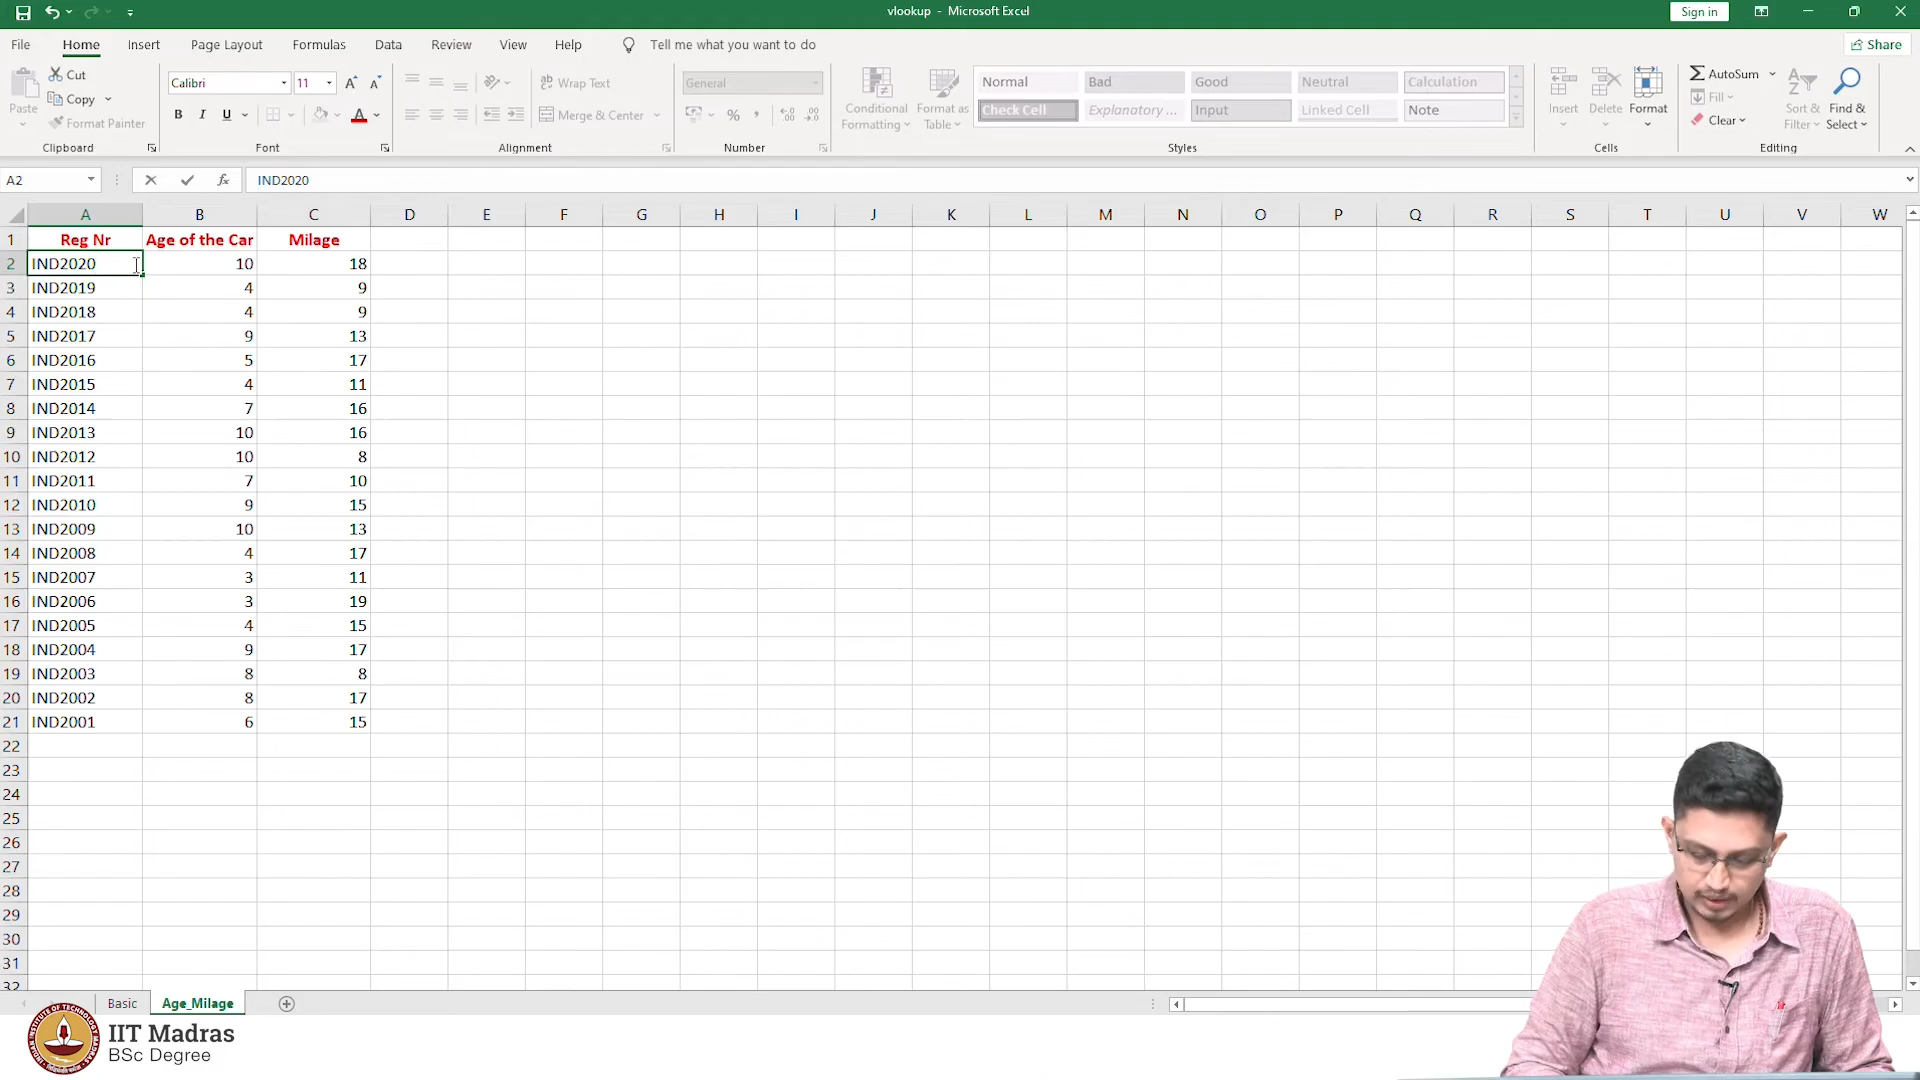 vlookup - Microsoft Excel
Sign in
File Home Insert Page Layout Formulas Data Review View Help Tell me what you want to do
Share
Paste
Cut
Copy
Format Painter
Clipboard
Calibri 11
B I U
Font
Wrap Text
Merge & Center
Alignment
General
%
Number
Conditional Formatting
Format as Table
Normal Bad Good Neutral Calculation
Check Cell Explanatory ... Input Linked Cell Note
Styles
Insert Delete Format
Cells
AutoSum
Fill
Clear
Sort & Filter
Find & Select
Editing
A2 fx IND2020
A B C D E F G H I J K L M N O P Q R S T U V W
1 Reg Nr Age of the Car Milage
2 IND2020 10 18
3 IND2019 4 9
4 IND2018 4 9
5 IND2017 9 13
6 IND2016 5 17
7 IND2015 4 11
8 IND2014 7 16
9 IND2013 10 16
10 IND2012 10 8
11 IND2011 7 10
12 IND2010 9 15
13 IND2009 10 13
14 IND2008 4 17
15 IND2007 3 11
16 IND2006 3 19
17 IND2005 4 15
18 IND2004 9 17
19 IND2003 8 8
20 IND2002 8 17
21 IND2001 6 15
22
23
24
25
26
27
28
29
30
31
32
Basic Age_Milage
IIT Madras
BSc Degree